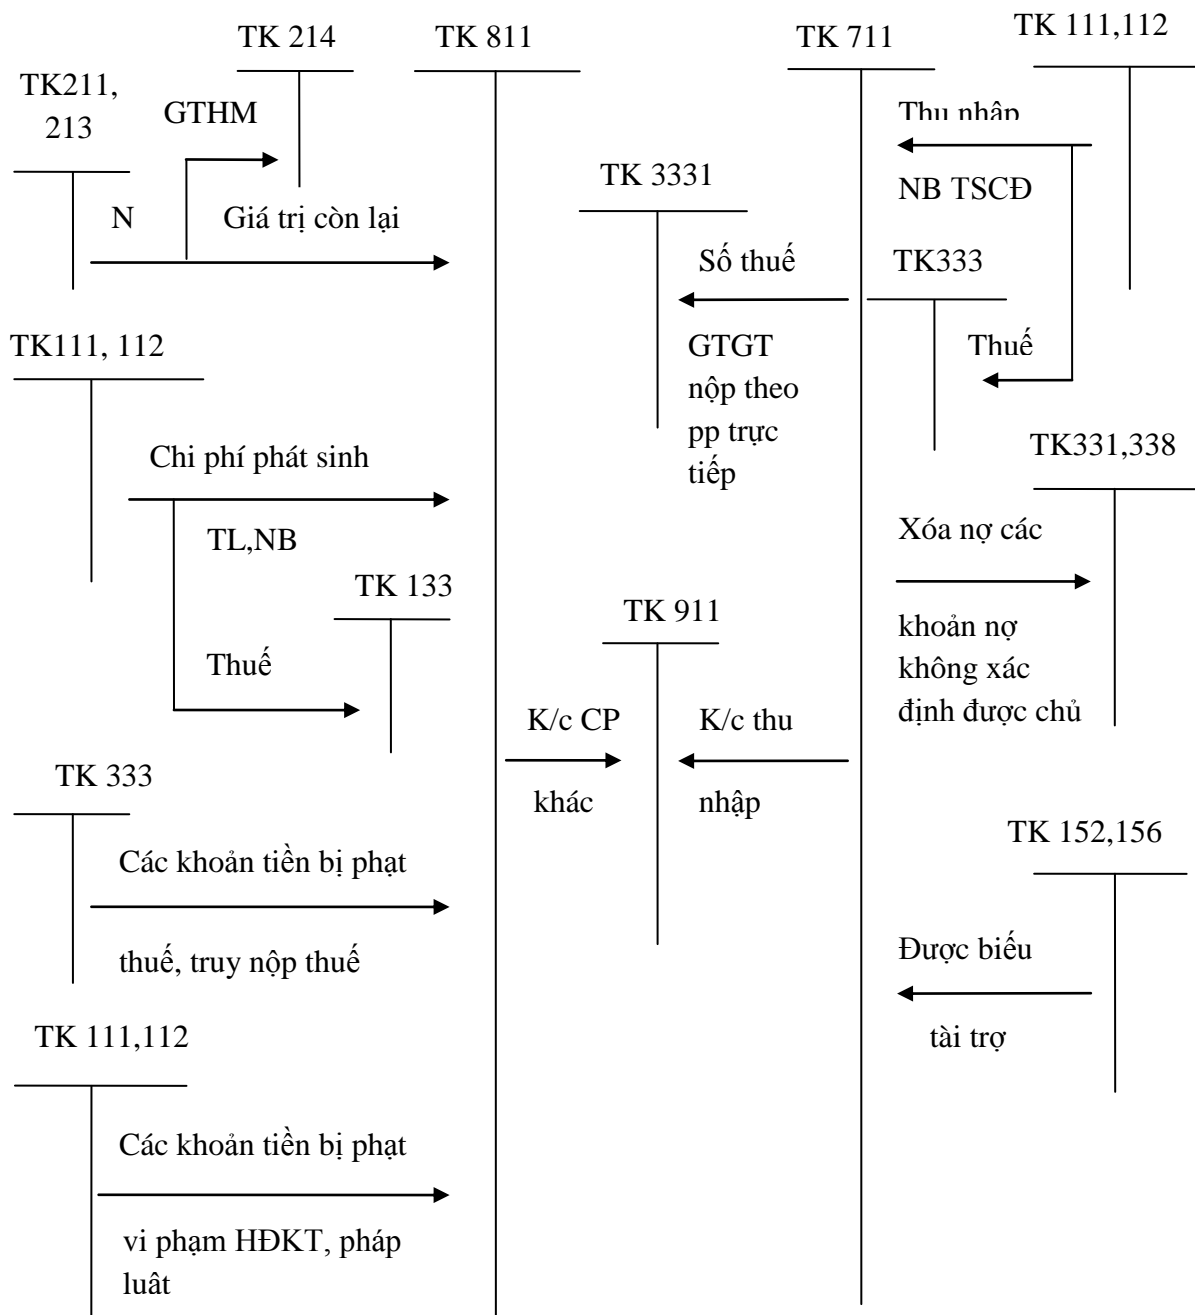 TK 214
TK 811
TK 711
TK 111,112
TK211,
213
GTHM
Thu nhập
TK 3331
NB TSCĐ
N
Giá trị còn lại
Số thuế
TK333
TK111, 112
GTGT
nộp theo
pp trực
tiếp
Thuế
Chi phí phát sinh
TK331,338
TL,NB
Xóa nợ các
TK 133
TK 911
khoản nợ
không xác
định được chủ
Thuế
K/c CP
K/c thu
khác
nhập
TK 333
TK 152,156
Các khoản tiền bị phạt
thuế, truy nộp thuế
Được biếu
tài trợ
TK 111,112
Các khoản tiền bị phạt
vi phạm HĐKT, pháp
luât